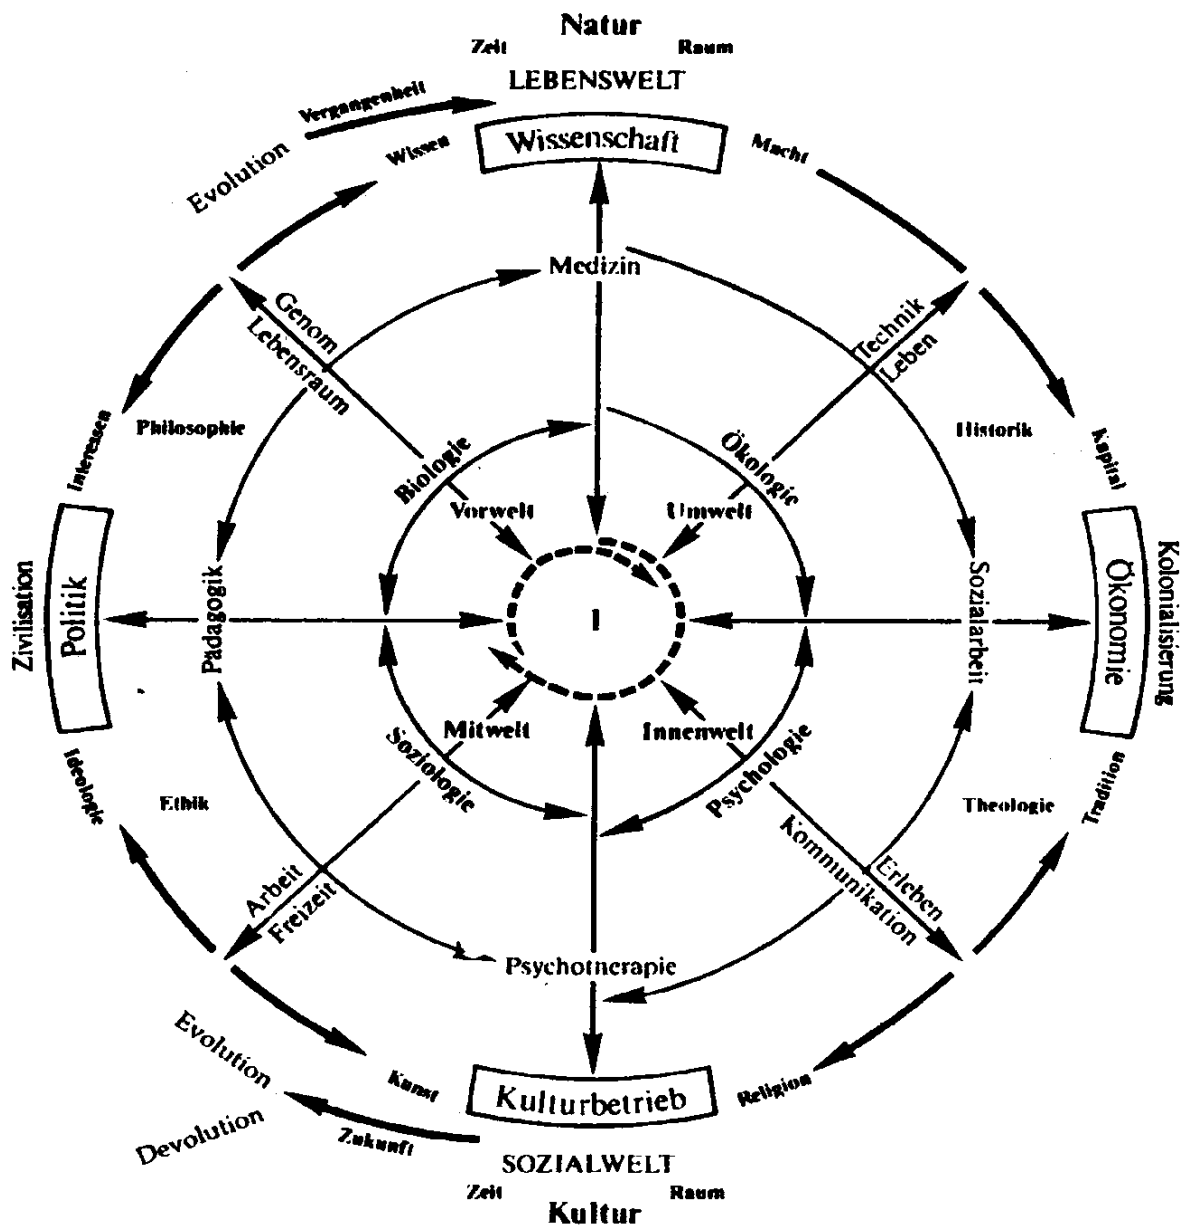 Natur
Zeit Raum
LEBENSWELT
Vergangenheit
Wissenschaft
Wissen
Macht
Evolution
Medizin
Genom
Lebensraum
Technik
Leben
Interessen
Philosophie
Biologie
Ökologie
Historik
Kapital
Vorwelt
Umwelt
Zivilisation
Politik
Pädagogik
I
Sozialarbeit
Ökonomie
Kolonialisierung
Mitwelt
Innenwelt
Soziologie
Psychologie
Ideologie
Ethik
Theologie
Tradition
Arbeit
Freizeit
Kommunikation
Erleben
Psychotherapie
Evolution
Devolution
Kunst
Kulturbetrieb
Religion
Zukunft
SOZIALWELT
Zeit Raum
Kultur